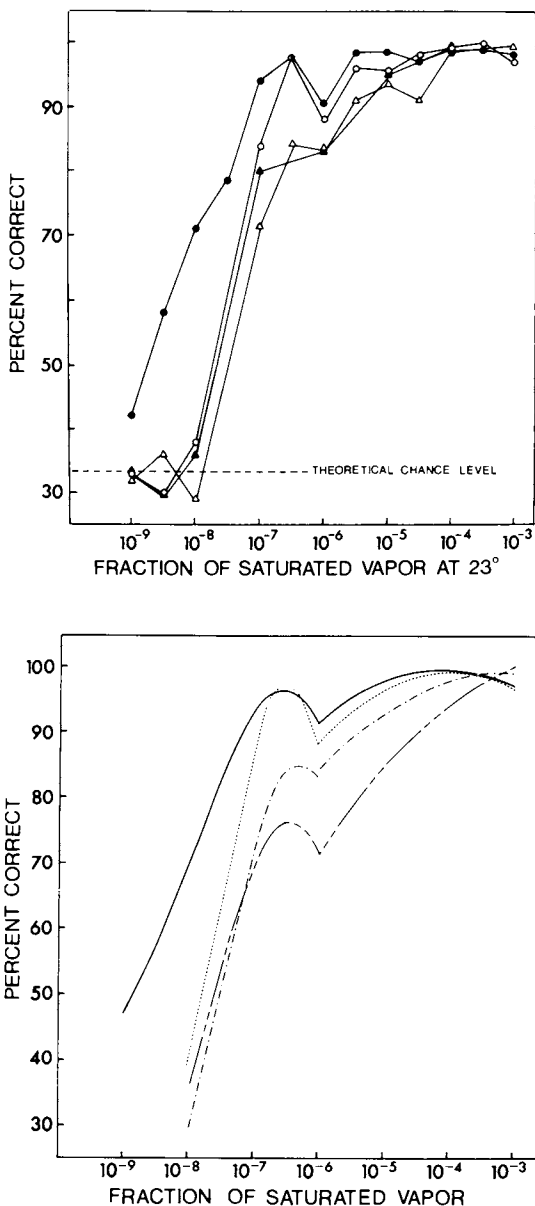 90
70
50
30
PERCENT CORRECT
THEORETICAL CHANCE LEVEL
10⁻⁹ 10⁻⁸ 10⁻⁷ 10⁻⁶ 10⁻⁵ 10⁻⁴ 10⁻³
FRACTION OF SATURATED VAPOR AT 23°
100
90
80
70
60
50
40
30
PERCENT CORRECT
10⁻⁹ 10⁻⁸ 10⁻⁷ 10⁻⁶ 10⁻⁵ 10⁻⁴ 10⁻³
FRACTION OF SATURATED VAPOR